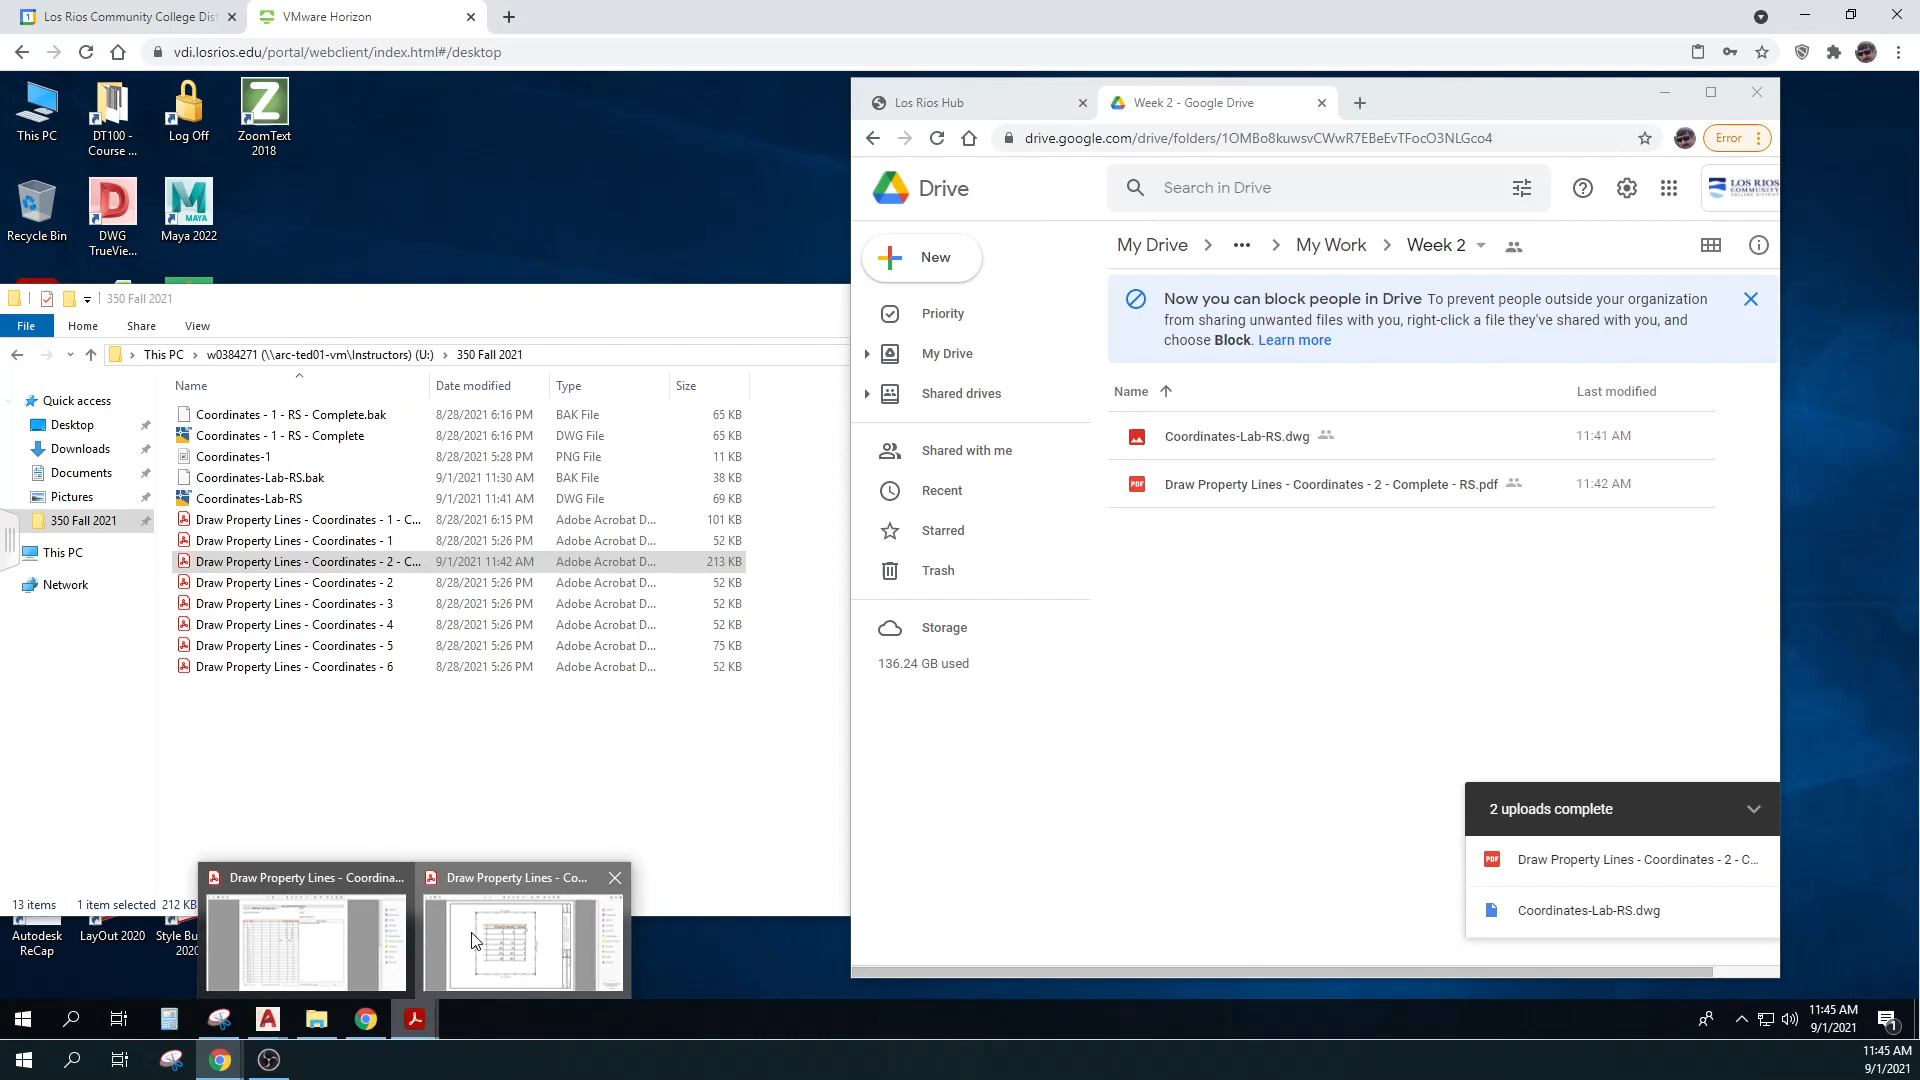 Los Rios Community College Dist
VMware Horizon
vdi.losrios.edu/portal/webclient/index.html#/desktop
This PC
DT100 -
Course ...
Log Off
ZoomText
2018
Recycle Bin
DWG
TrueVie...
Maya 2022
350 Fall 2021
File
Home
Share
View
This PC
w0384271 (\\arc-ted01-vm\Instructors) (U:)
350 Fall 2021
Name
Date modified
Type
Size
Quick access
Desktop
Downloads
Documents
Pictures
350 Fall 2021
This PC
Network
Coordinates - 1 - RS - Complete.bak 8/28/2021 6:16 PM BAK File 65 KB
Coordinates - 1 - RS - Complete 8/28/2021 6:16 PM DWG File 65 KB
Coordinates-1 8/28/2021 5:28 PM PNG File 11 KB
Coordinates-Lab-RS.bak 9/1/2021 11:30 AM BAK File 38 KB
Coordinates-Lab-RS 9/1/2021 11:41 AM DWG File 69 KB
Draw Property Lines - Coordinates - 1 - C... 8/28/2021 6:15 PM Adobe Acrobat D... 101 KB
Draw Property Lines - Coordinates - 1 8/28/2021 5:26 PM Adobe Acrobat D... 52 KB
Draw Property Lines - Coordinates - 2 - C... 9/1/2021 11:42 AM Adobe Acrobat D... 213 KB
Draw Property Lines - Coordinates - 2 8/28/2021 5:26 PM Adobe Acrobat D... 52 KB
Draw Property Lines - Coordinates - 3 8/28/2021 5:26 PM Adobe Acrobat D... 52 KB
Draw Property Lines - Coordinates - 4 8/28/2021 5:26 PM Adobe Acrobat D... 52 KB
Draw Property Lines - Coordinates - 5 8/28/2021 5:26 PM Adobe Acrobat D... 75 KB
Draw Property Lines - Coordinates - 6 8/28/2021 5:26 PM Adobe Acrobat D... 52 KB
13 items
1 item selected 212 KB
Draw Property Lines - Coordina...
Draw Property Lines - Co...
Autodesk
ReCap
LayOut 2020
Style Bu
2020
Los Rios Hub
Week 2 - Google Drive
drive.google.com/drive/folders/1OMBo8kuwsvCWwR7EBeEvTFocO3NLGco4
Error
Drive
Search in Drive
LOS RIOS
COMMUNITY
COLLEGE DISTRICT
New
My Drive
...
My Work
Week 2
Priority
My Drive
Shared drives
Shared with me
Recent
Starred
Trash
Storage
136.24 GB used
Now you can block people in Drive To prevent people outside your organization
from sharing unwanted files with you, right-click a file they've shared with you, and
choose Block. Learn more
Name
Last modified
Coordinates-Lab-RS.dwg 11:41 AM
PDF Draw Property Lines - Coordinates - 2 - Complete - RS.pdf 11:42 AM
2 uploads complete
PDF Draw Property Lines - Coordinates - 2 - C...
Coordinates-Lab-RS.dwg
11:45 AM
9/1/2021
1
11:45 AM
9/1/2021